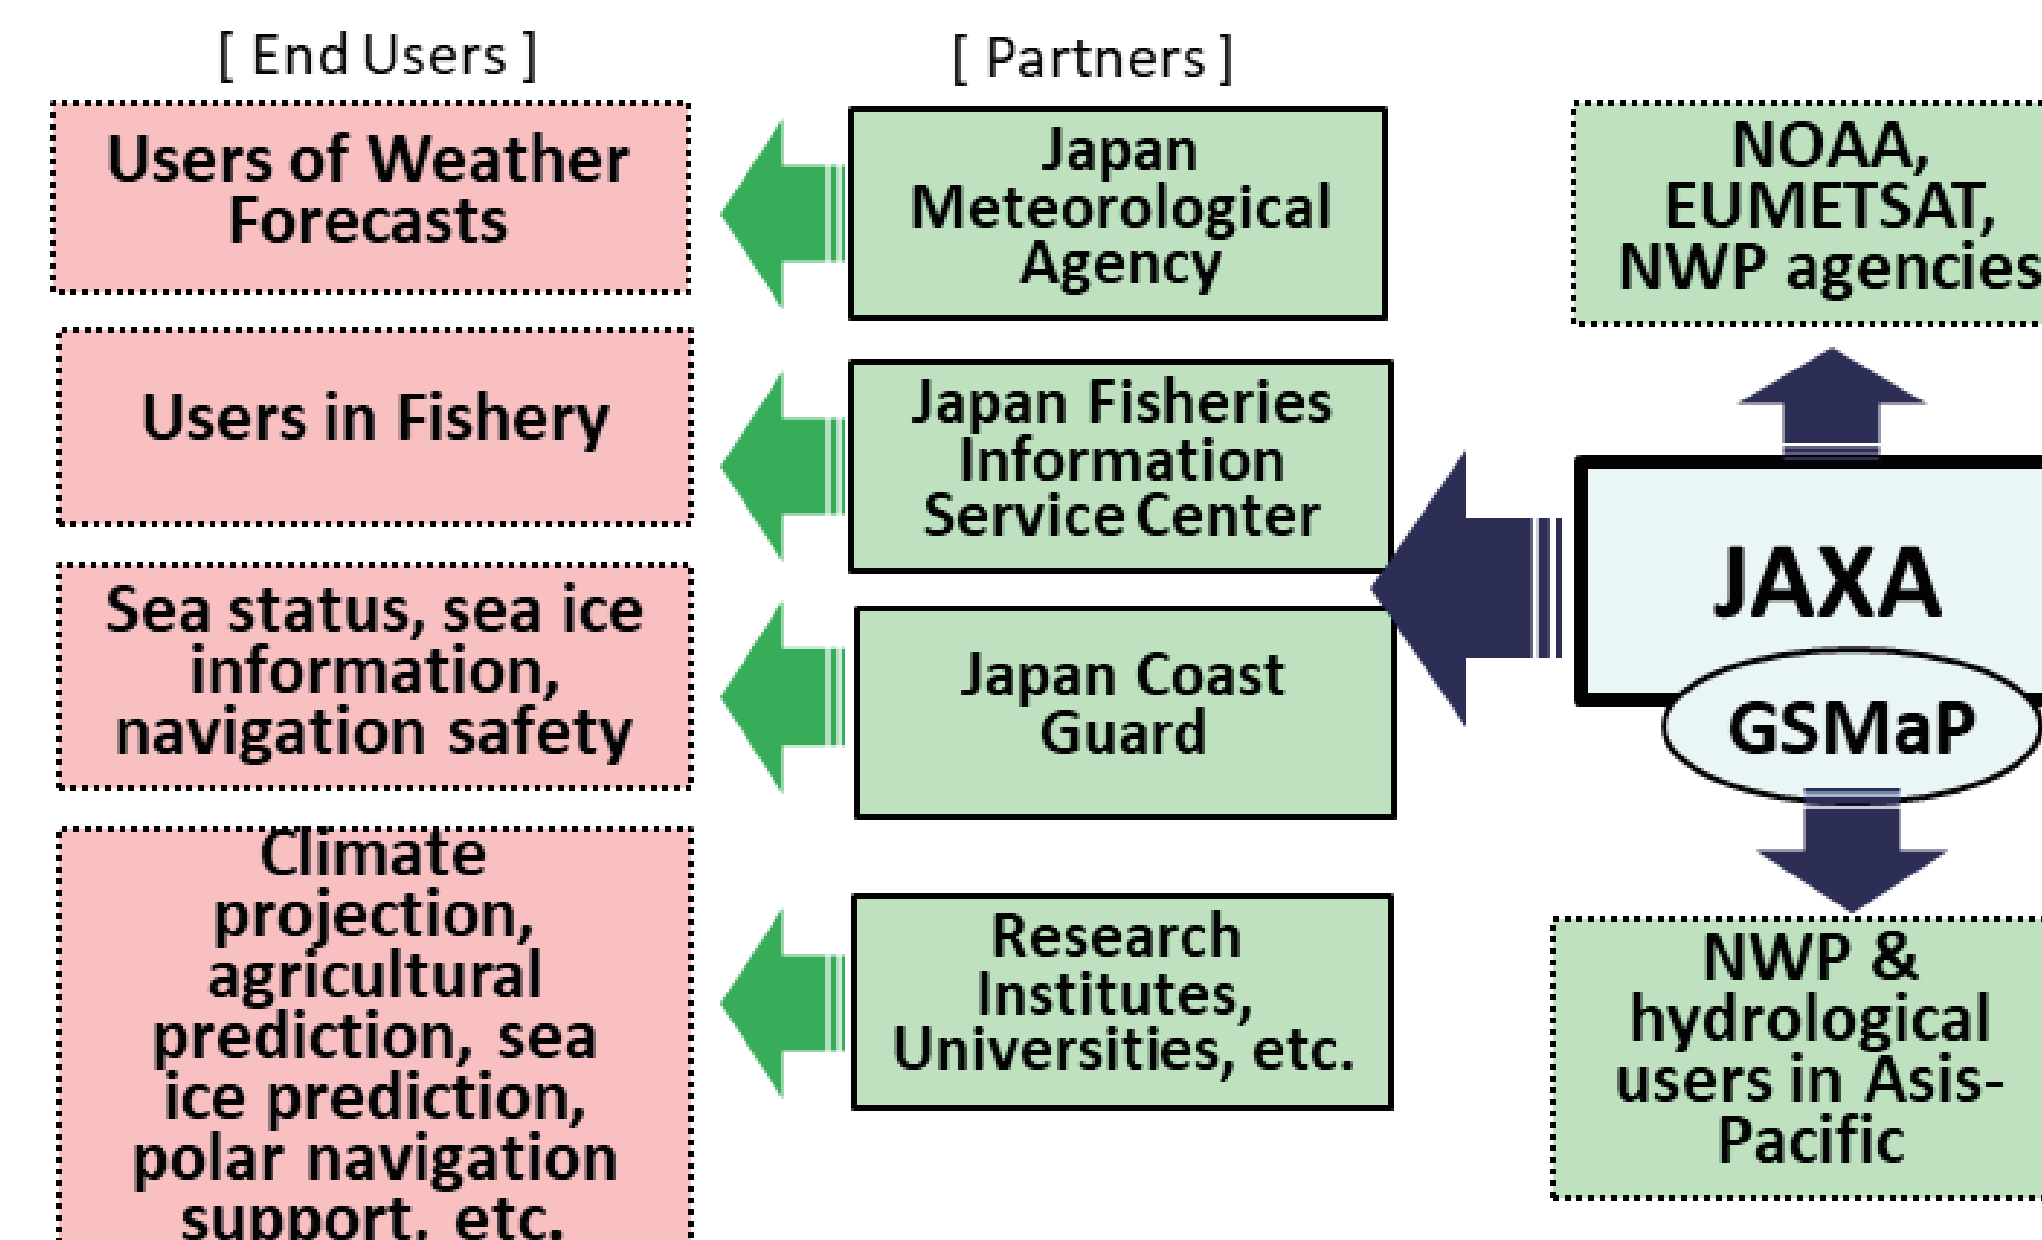 [ End Users ]
Users of Weather
Forecasts
Users in Fishery
Sea status, sea ice
information,
navigation safety
Climate
projection,
agricultural
prediction, sea
ice prediction,
polar navigation
support, etc.
[ Partners ]
Japan
Meteorological
Agency
Japan Fisheries
Information
Service Center
Japan Coast
Guard
Research
Institutes,
Universities, etc.
NOAA,
EUMETSAT,
NWP agencies
JAXA
GSMaP
NWP &
hydrological
users in Asis-
Pacific